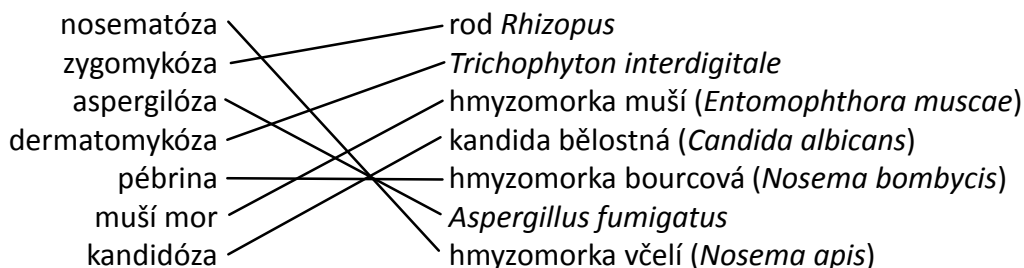 nosematóza rod Rhizopus
zygomykóza Trichophyton interdigitale
aspergilóza hmyzomorka muší (Entomophthora muscae)
dermatomykóza kandida bělostná (Candida albicans)
pébrina hmyzomorka bourcová (Nosema bombycis)
muší mor Aspergillus fumigatus
kandidóza hmyzomorka včelí (Nosema apis)